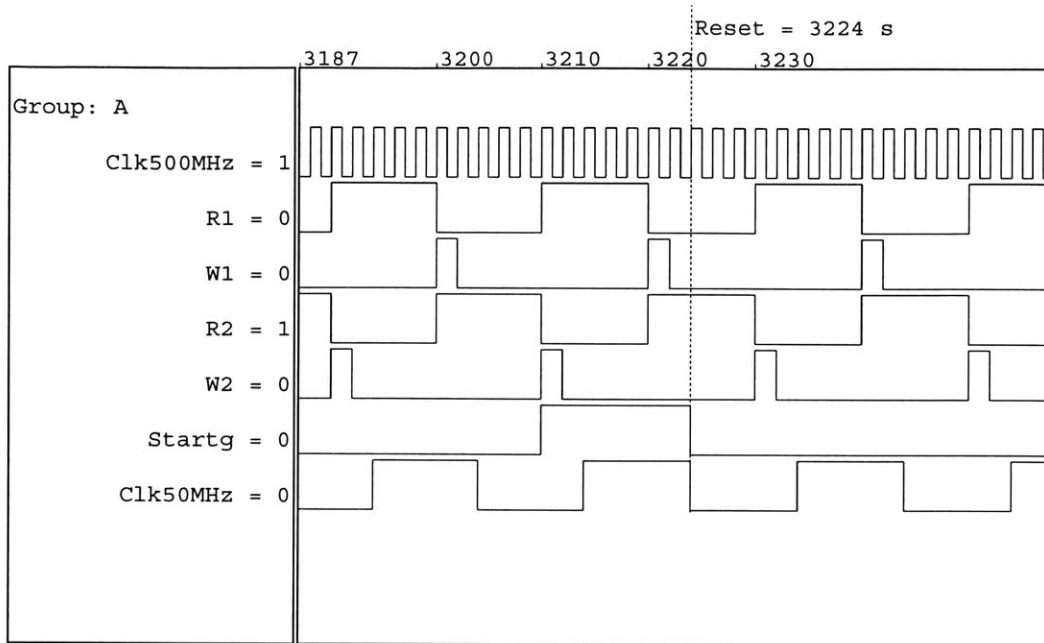 Reset = 3224 s
3187 3200 3210 3220 3230
Group: A
Clk500MHz = 1
R1 = 0
W1 = 0
R2 = 1
W2 = 0
Startg = 0
Clk50MHz = 0